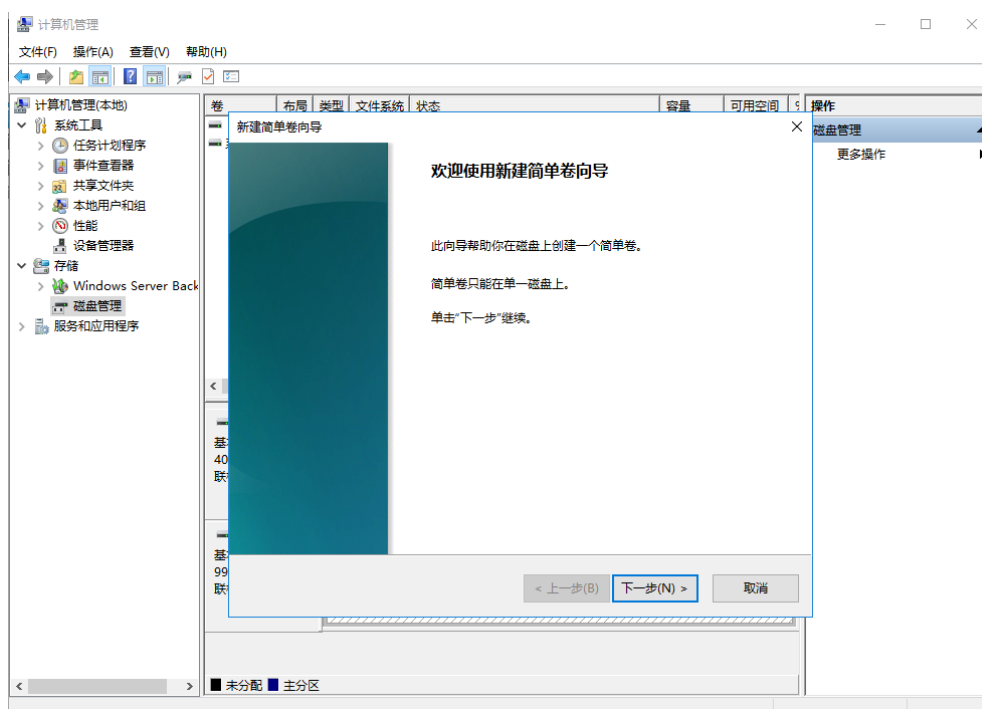 计算机管理
文件(F) 操作(A) 查看(V) 帮助(H)
计算机管理(本地)
系统工具
任务计划程序
事件查看器
共享文件夹
本地用户和组
性能
设备管理器
存储
Windows Server Back
磁盘管理
服务和应用程序
卷 布局 类型 文件系统 状态 容量 可用空间
新建简单卷向导
欢迎使用新建简单卷向导
此向导帮助你在磁盘上创建一个简单卷。
简单卷只能在单一磁盘上。
单击"下一步"继续。
< 上一步(B) 下一步(N) > 取消
基
40
联
基
99
联
未分配 主分区
操作
磁盘管理
更多操作